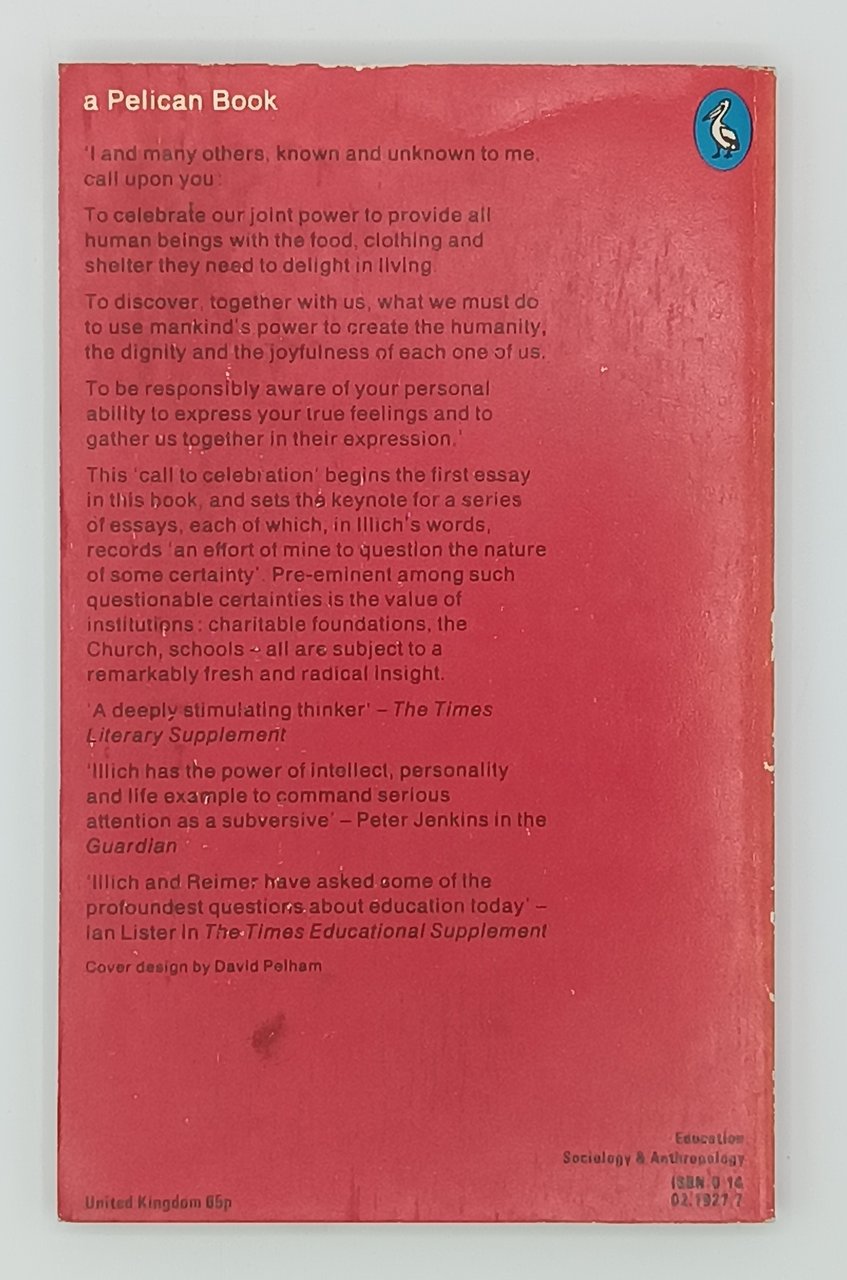 a Pelican Book
'I and many others, known and unknown to me,
call upon you:
To celebrate our joint power to provide all
human beings with the food, clothing and
shelter they need to delight in living.
To discover, together with us, what we must do
to use mankind's power to create the humanity,
the dignity and the joyfulness of each one of us.
To be responsibly aware of your personal
ability to express your true feelings and to
gather us together in their expression.'
This 'call to celebration' begins the first essay
in this book, and sets the keynote for a series
of essays, each of which, in Illich's words,
records 'an effort of mine to question the nature
of some certainty'. Pre-eminent among such
questionable certainties is the value of
institutions: charitable foundations, the
Church, schools – all are subject to a
remarkably fresh and radical insight.
'A deeply stimulating thinker' – The Times
Literary Supplement
'Illich has the power of intellect, personality
and life example to command serious
attention as a subversive' – Peter Jenkins in the
Guardian
'Illich and Reimer have asked some of the
profoundest questions about education today' –
Ian Lister in The Times Educational Supplement
Cover design by David Pelham
Education
Sociology & Anthropology
ISBN 0 14
02.1927 7
United Kingdom 65p